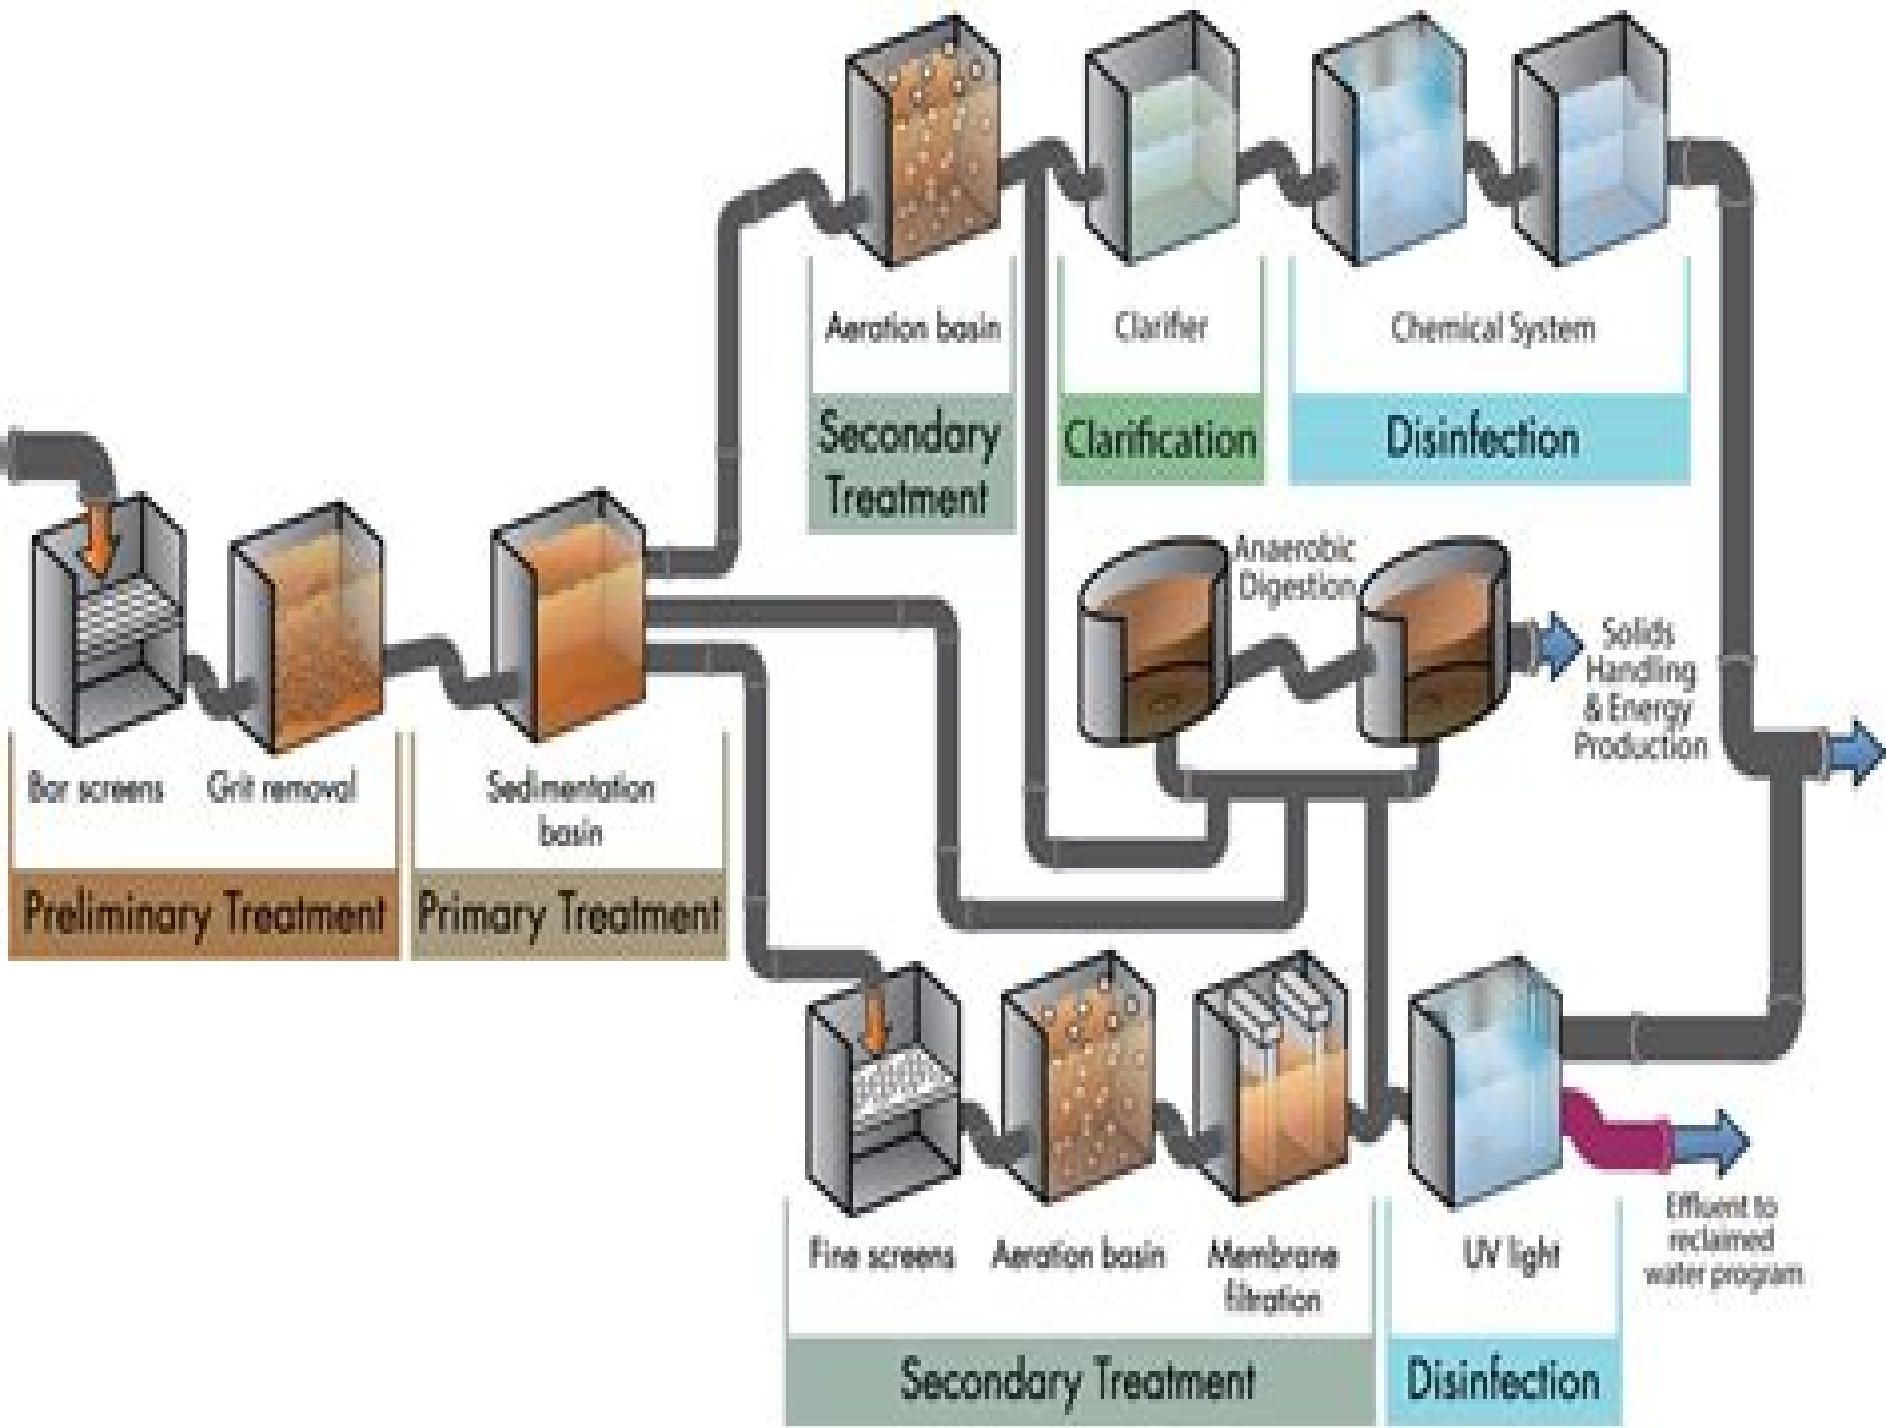 Aeration basin
Clarifier
Chemical System
Secondary
Treatment
Clarification
Disinfection
Anaerobic
Digestion
Solids
Handling
& Energy
Production
Bar screens
Grit removal
Sedimentation
basin
Preliminary Treatment
Primary Treatment
Fine screens
Aeration basin
Membrane
filtration
UV light
Effluent to
reclaimed
water program
Secondary Treatment
Disinfection